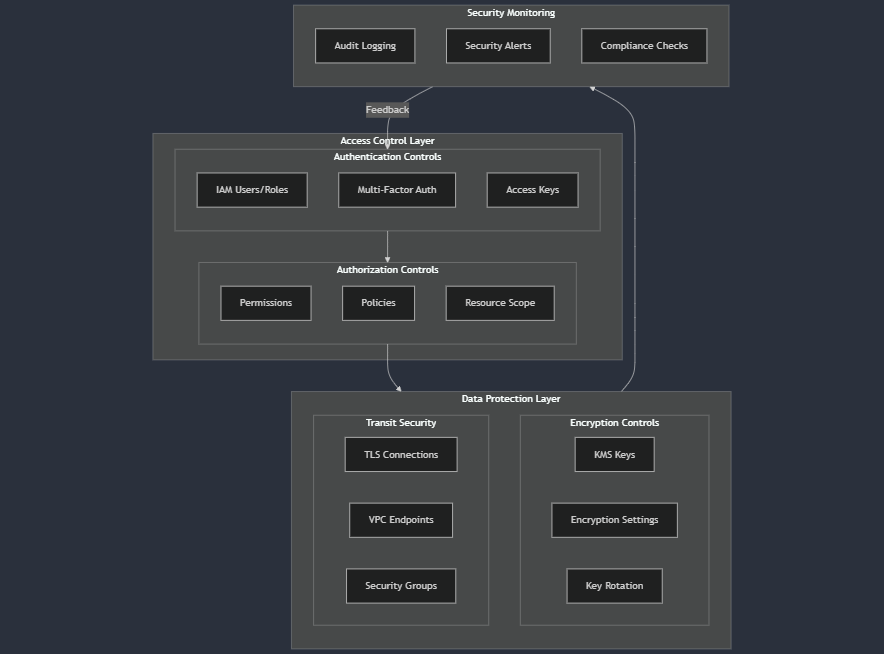 Security Monitoring
Audit Logging
Security Alerts
Compliance Checks
Feedback
Access Control Layer
Authentication Controls
IAM Users/Roles
Multi-Factor Auth
Access Keys
Authorization Controls
Permissions
Policies
Resource Scope
Data Protection Layer
Transit Security
TLS Connections
VPC Endpoints
Security Groups
Encryption Controls
KMS Keys
Encryption Settings
Key Rotation